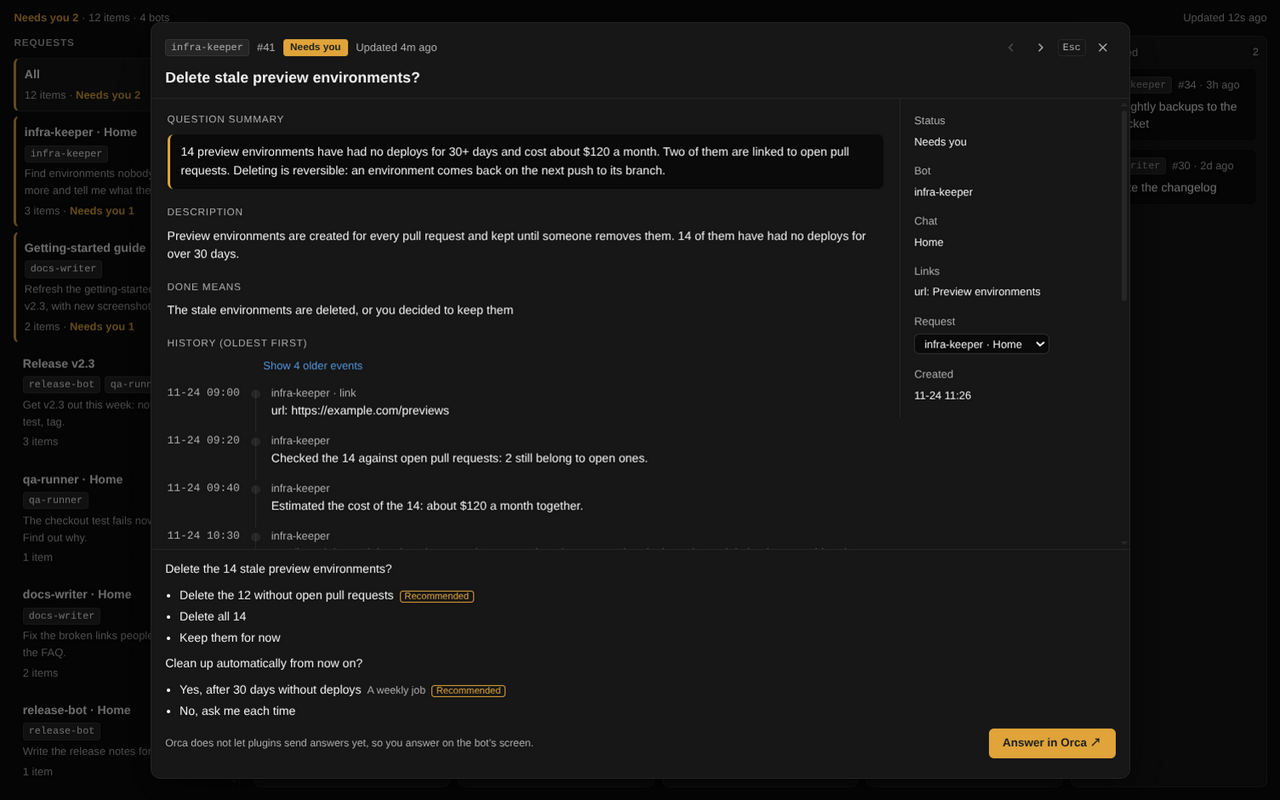 Needs you 2 · 12 items · 4 bots
Updated 12s ago
REQUESTS
All
12 items · Needs you 2
infra-keeper · Home
infra-keeper
Find environments nobody
more and tell me what the
3 items · Needs you 1
Getting-started guide
docs-writer
Refresh the getting-starte
v2.3, with new screenshot
2 items · Needs you 1
Release v2.3
release-bot qa-runn
Get v2.3 out this week: no
test, tag.
3 items
qa-runner · Home
qa-runner
The checkout test fails now
Find out why.
1 item
docs-writer · Home
docs-writer
Fix the broken links people
the FAQ.
2 items
release-bot · Home
release-bot
Write the release notes for
1 item
infra-keeper #41 Needs you Updated 4m ago
Esc
Delete stale preview environments?
QUESTION SUMMARY
14 preview environments have had no deploys for 30+ days and cost about $120 a month. Two of them are linked to open pull
requests. Deleting is reversible: an environment comes back on the next push to its branch.
DESCRIPTION
Preview environments are created for every pull request and kept until someone removes them. 14 of them have had no deploys for
over 30 days.
DONE MEANS
The stale environments are deleted, or you decided to keep them
HISTORY (OLDEST FIRST)
Show 4 older events
11-24 09:00 infra-keeper · link
url: https://example.com/previews
11-24 09:20 infra-keeper
Checked the 14 against open pull requests: 2 still belong to open ones.
11-24 09:40 infra-keeper
Estimated the cost of the 14: about $120 a month together.
11-24 10:30 infra-keeper
Status
Needs you
Bot
infra-keeper
Chat
Home
Links
url: Preview environments
Request
infra-keeper · Home
Created
11-24 11:26
Delete the 14 stale preview environments?
• Delete the 12 without open pull requests Recommended
• Delete all 14
• Keep them for now
Clean up automatically from now on?
• Yes, after 30 days without deploys A weekly job Recommended
• No, ask me each time
Orca does not let plugins send answers yet, so you answer on the bot's screen.
Answer in Orca ↗
ed 2
keeper #34 · 3h ago
ghtly backups to the
cket
riter #30 · 2d ago
te the changelog